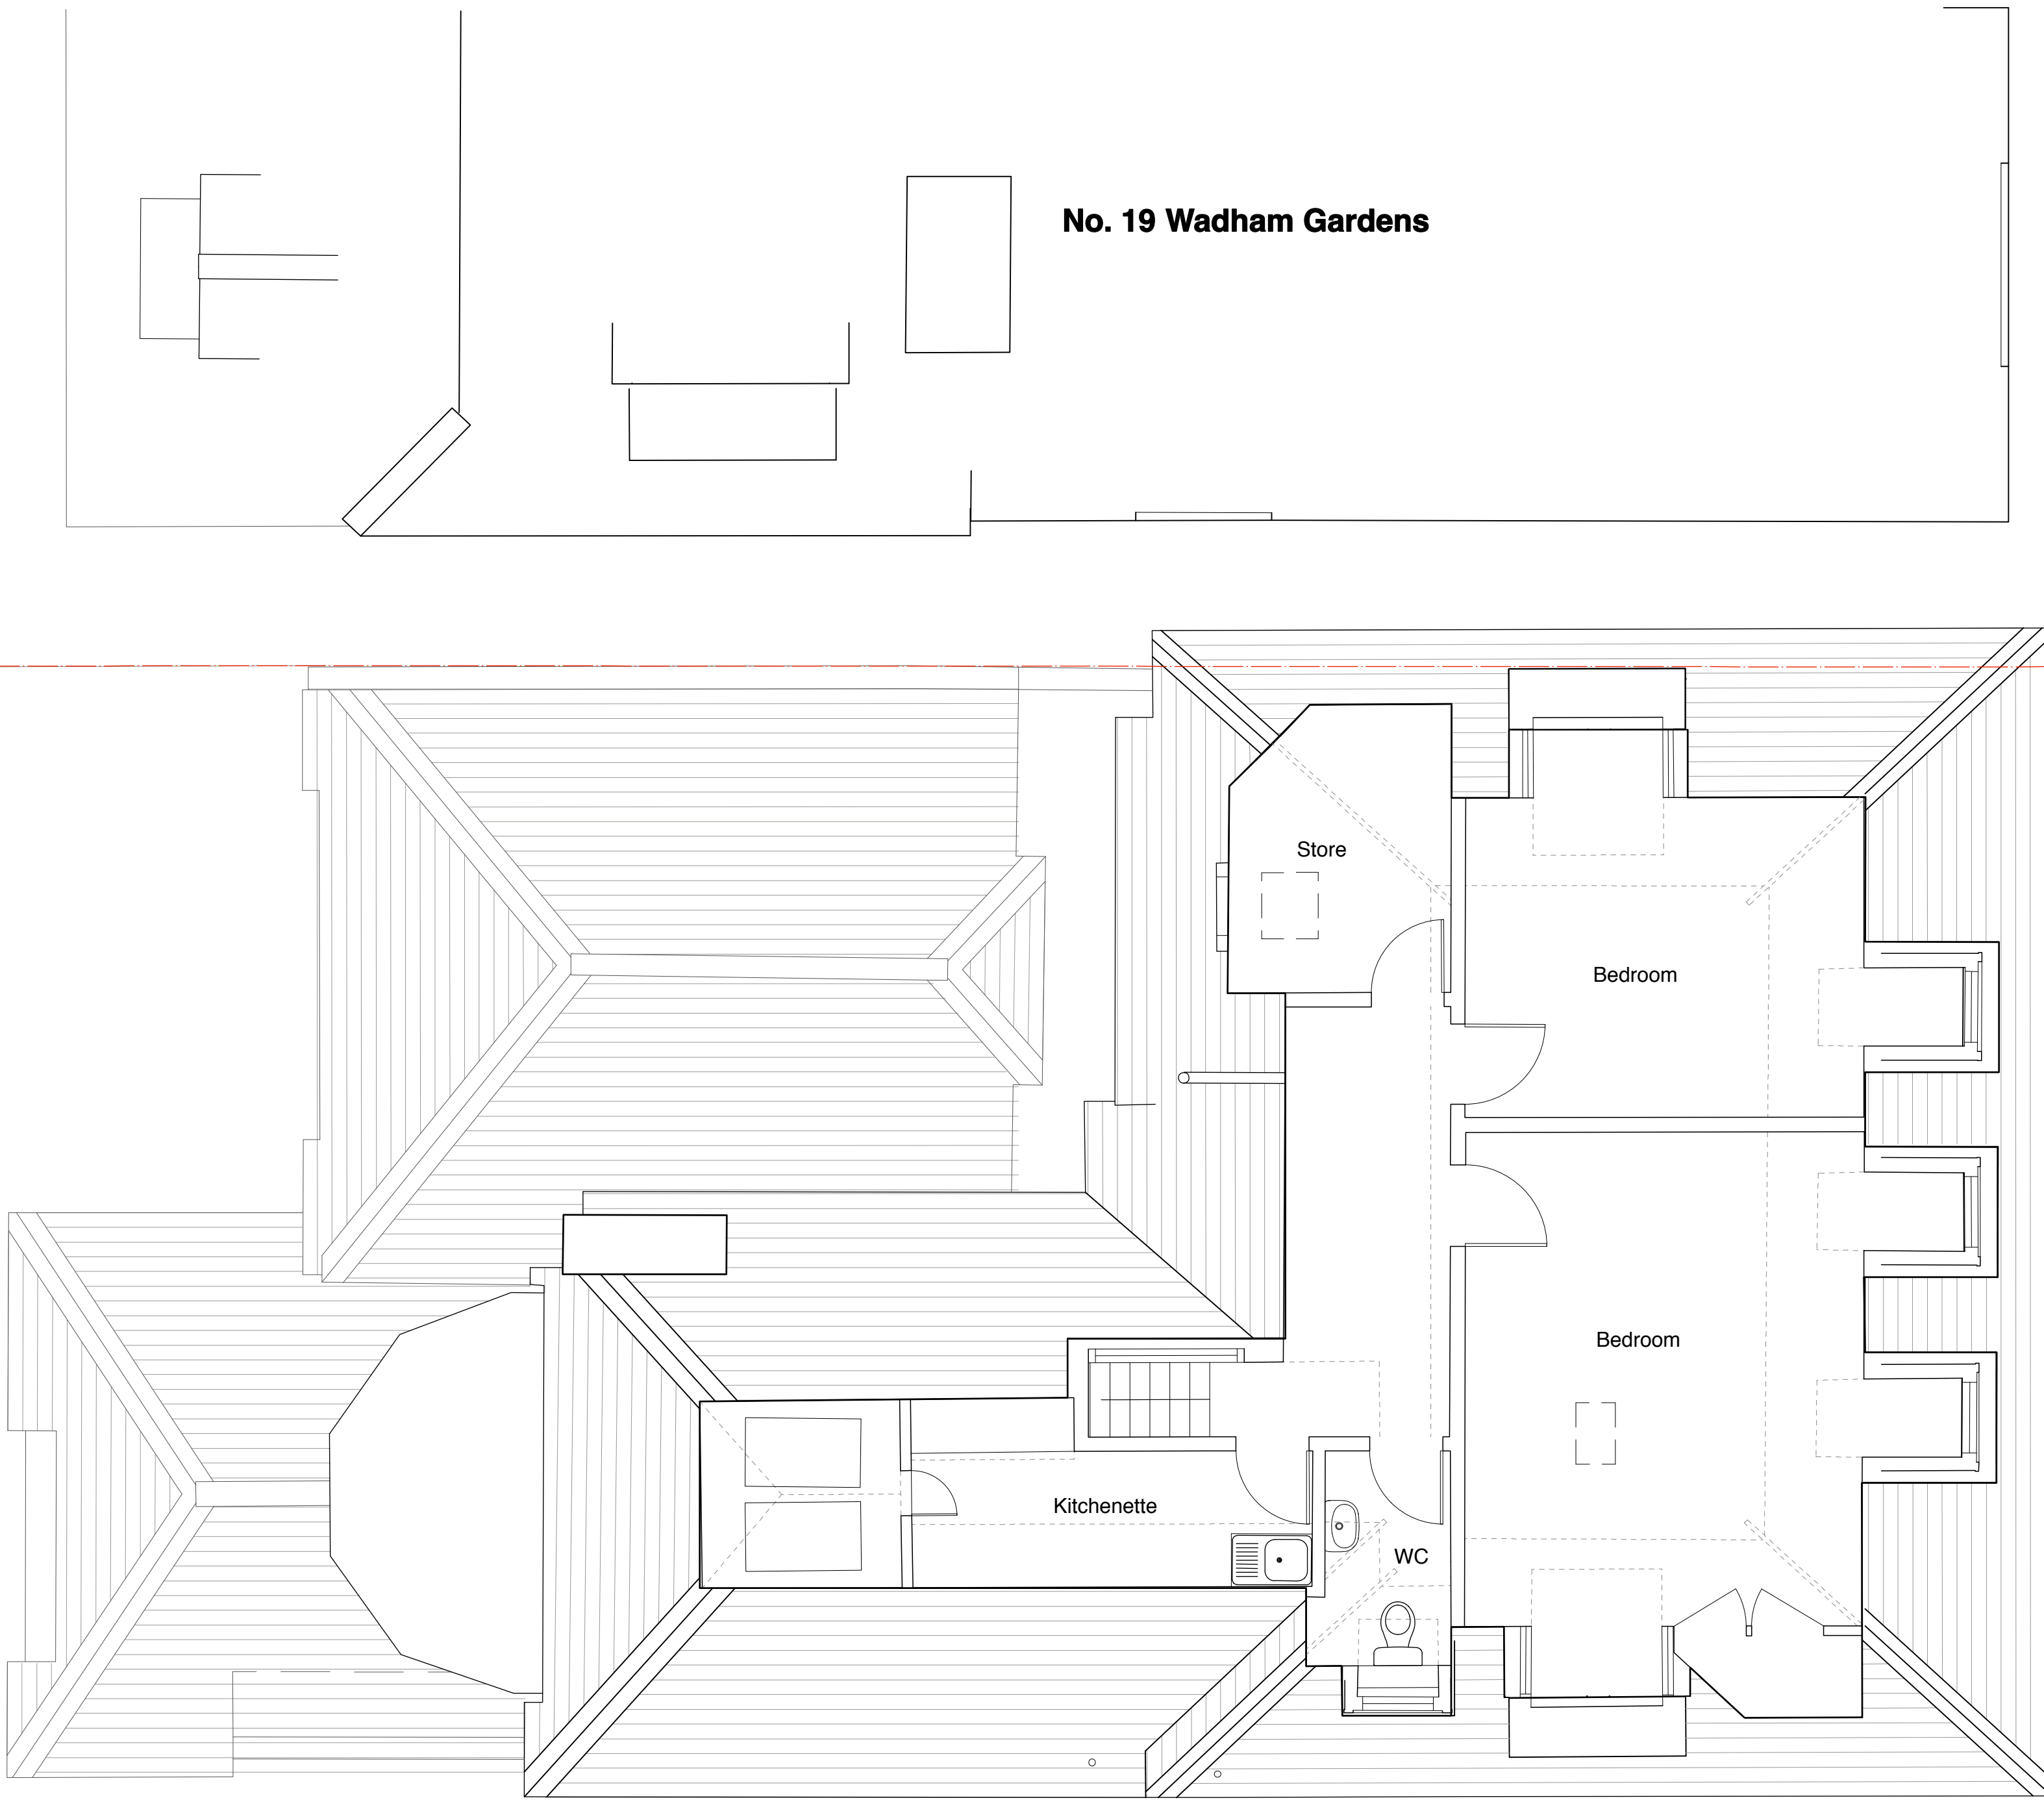 No. 19 Wadham Gardens
Store
Bedroom
Bedroom
Kitchenette
WC